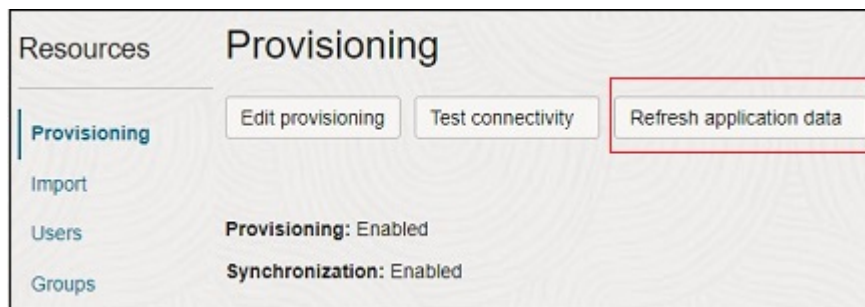 Resources
Provisioning
Import
Users
Groups
Provisioning
Edit provisioning
Test connectivity
Refresh application data
Provisioning: Enabled
Synchronization: Enabled